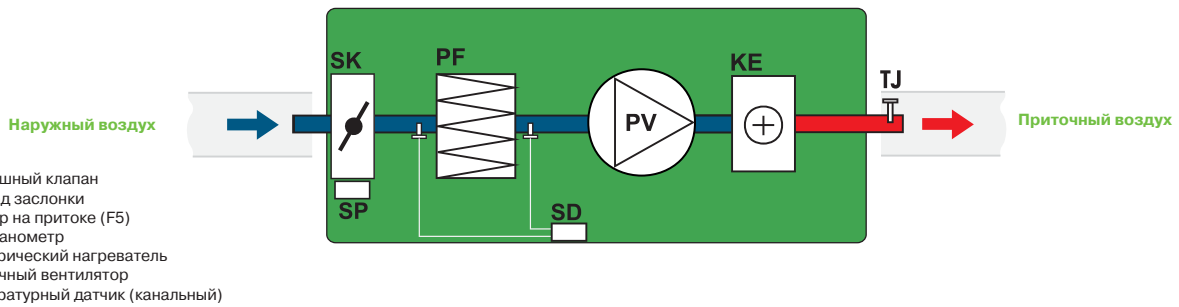 SK
PF
KE
TJ
Наружный воздух
PV
Приточный воздух
SP
SD
шный клапан
д заслонки
р на притоке (F5)
анометр
рический нагреватель
чный вентилятор
ратурный датчик (канальный)